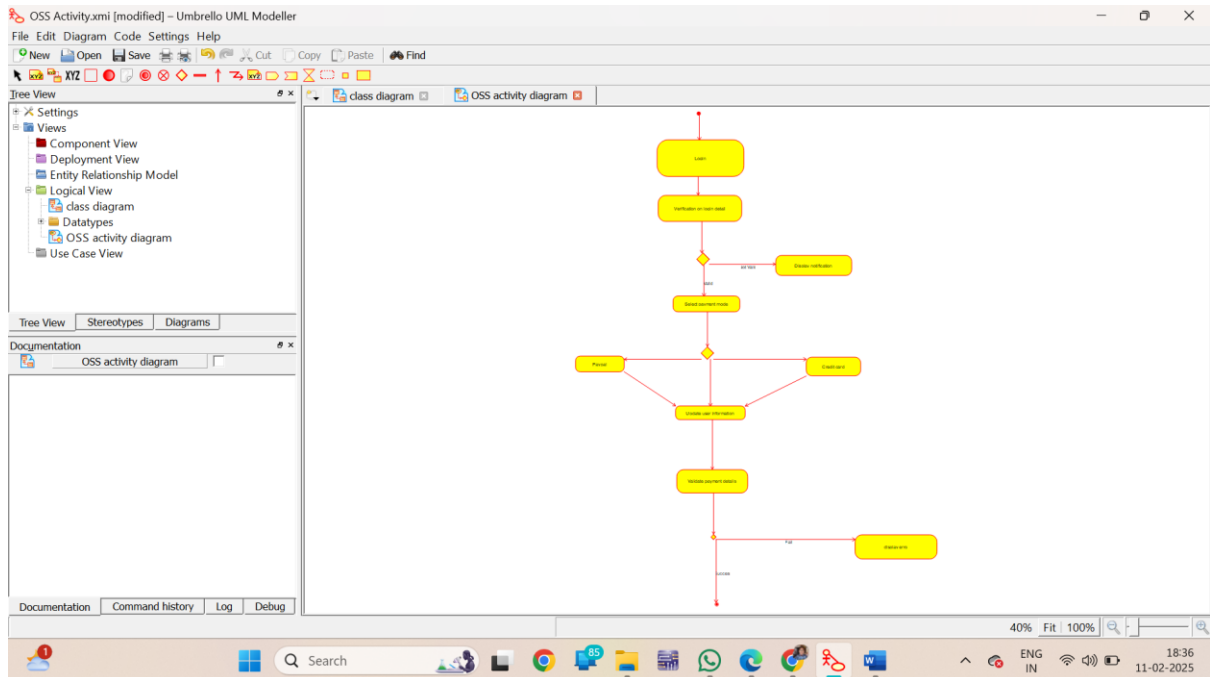 OSS Activity.xmi [modified] – Umbrello UML Modeller
File Edit Diagram Code Settings Help
New Open Save Cut Copy Paste Find
XYZ
Tree View
class diagram
OSS activity diagram
Settings
Views
Component View
Deployment View
Entity Relationship Model
Logical View
class diagram
Datatypes
OSS activity diagram
Use Case View
Tree View Stereotypes Diagrams
Documentation
OSS activity diagram
Documentation Command history Log Debug
Login
Verification on login detail
Display notification
Select payment mode
Paypal
Credit card
Validate user information
Validate payment details
Fail
display error
40% Fit 100%
1
Search
85
ENG
IN
18:36
11-02-2025